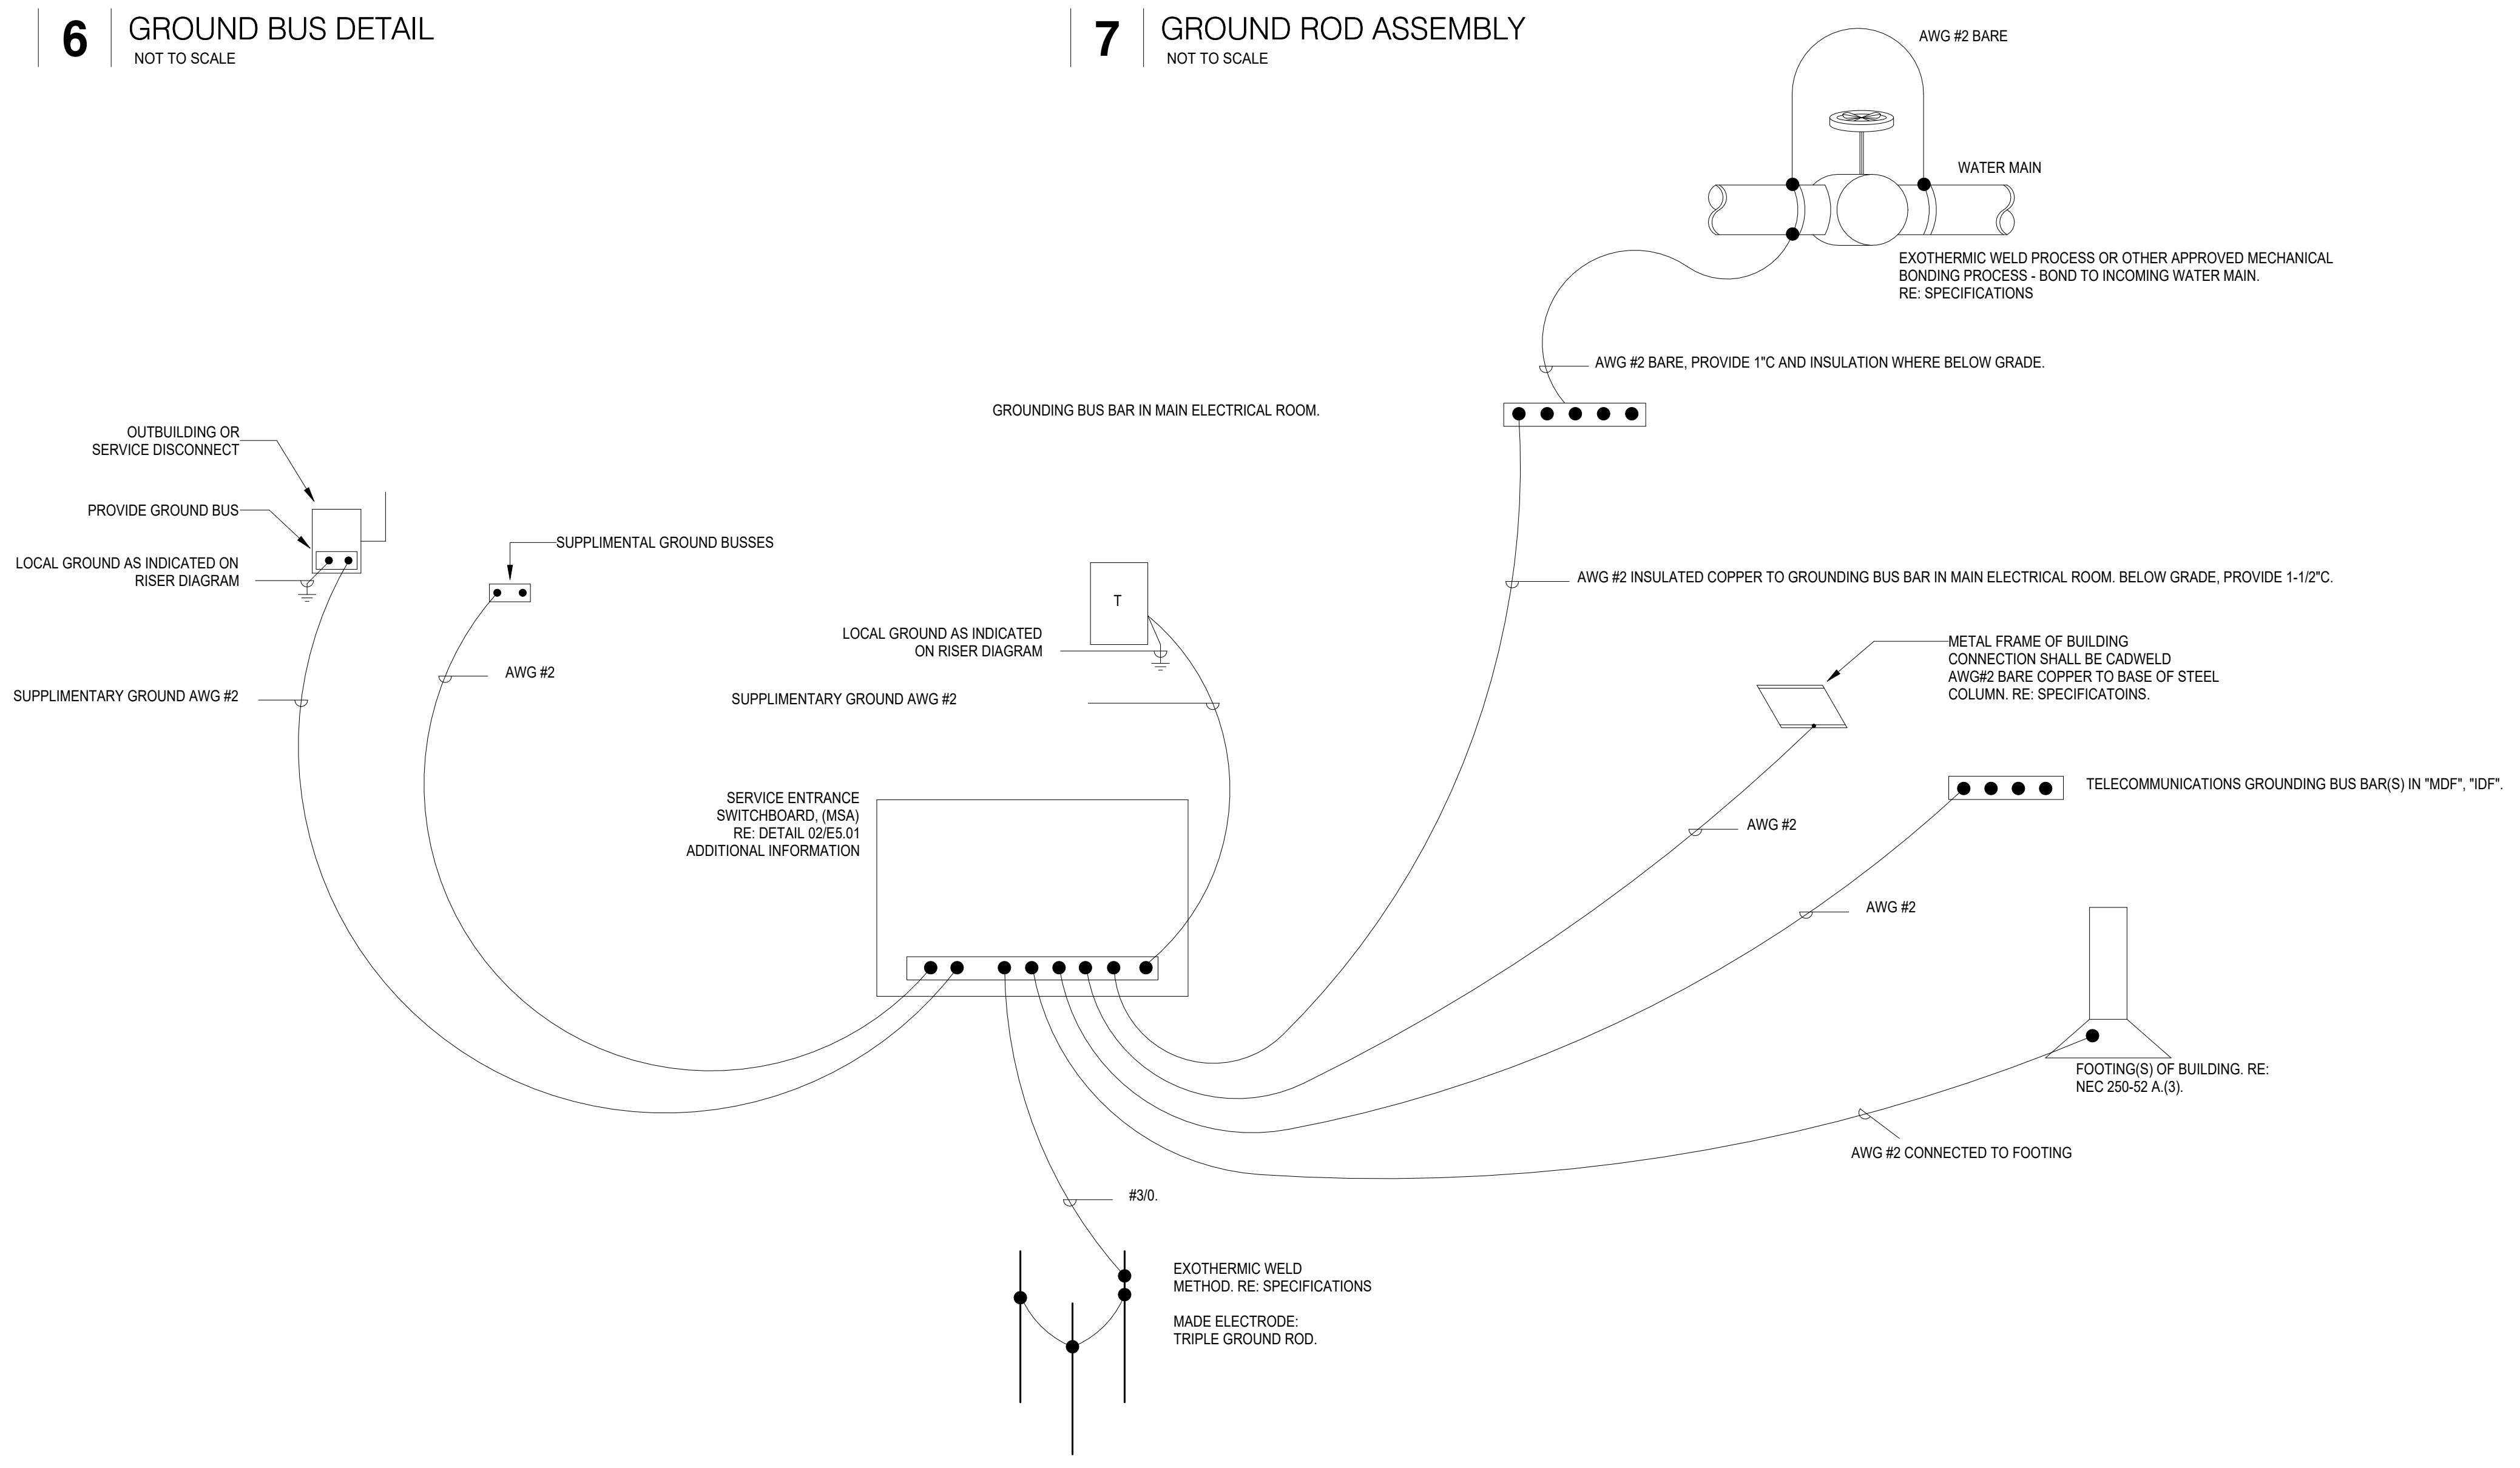 6
GROUND BUS DETAIL
NOT TO SCALE
7
GROUND ROD ASSEMBLY
NOT TO SCALE
AWG #2 BARE
WATER MAIN
EXOTHERMIC WELD PROCESS OR OTHER APPROVED MECHANICAL
BONDING PROCESS - BOND TO INCOMING WATER MAIN.
RE: SPECIFICATIONS
AWG #2 BARE, PROVIDE 1"C AND INSULATION WHERE BELOW GRADE.
GROUNDING BUS BAR IN MAIN ELECTRICAL ROOM.
OUTBUILDING OR
SERVICE DISCONNECT
PROVIDE GROUND BUS
LOCAL GROUND AS INDICATED ON
RISER DIAGRAM
SUPPLIMENTAL GROUND BUSSES
AWG #2
SUPPLIMENTARY GROUND AWG #2
T
LOCAL GROUND AS INDICATED
ON RISER DIAGRAM
SUPPLIMENTARY GROUND AWG #2
AWG #2 INSULATED COPPER TO GROUNDING BUS BAR IN MAIN ELECTRICAL ROOM. BELOW GRADE, PROVIDE 1-1/2"C.
METAL FRAME OF BUILDING
CONNECTION SHALL BE CADWELD
AWG#2 BARE COPPER TO BASE OF STEEL
COLUMN. RE: SPECIFICATOINS.
SERVICE ENTRANCE
SWITCHBOARD, (MSA)
RE: DETAIL 02/E5.01
ADDITIONAL INFORMATION
TELECOMMUNICATIONS GROUNDING BUS BAR(S) IN "MDF", "IDF".
AWG #2
AWG #2
FOOTING(S) OF BUILDING. RE:
NEC 250-52 A.(3).
AWG #2 CONNECTED TO FOOTING
#3/0.
EXOTHERMIC WELD
METHOD. RE: SPECIFICATIONS
MADE ELECTRODE:
TRIPLE GROUND ROD.